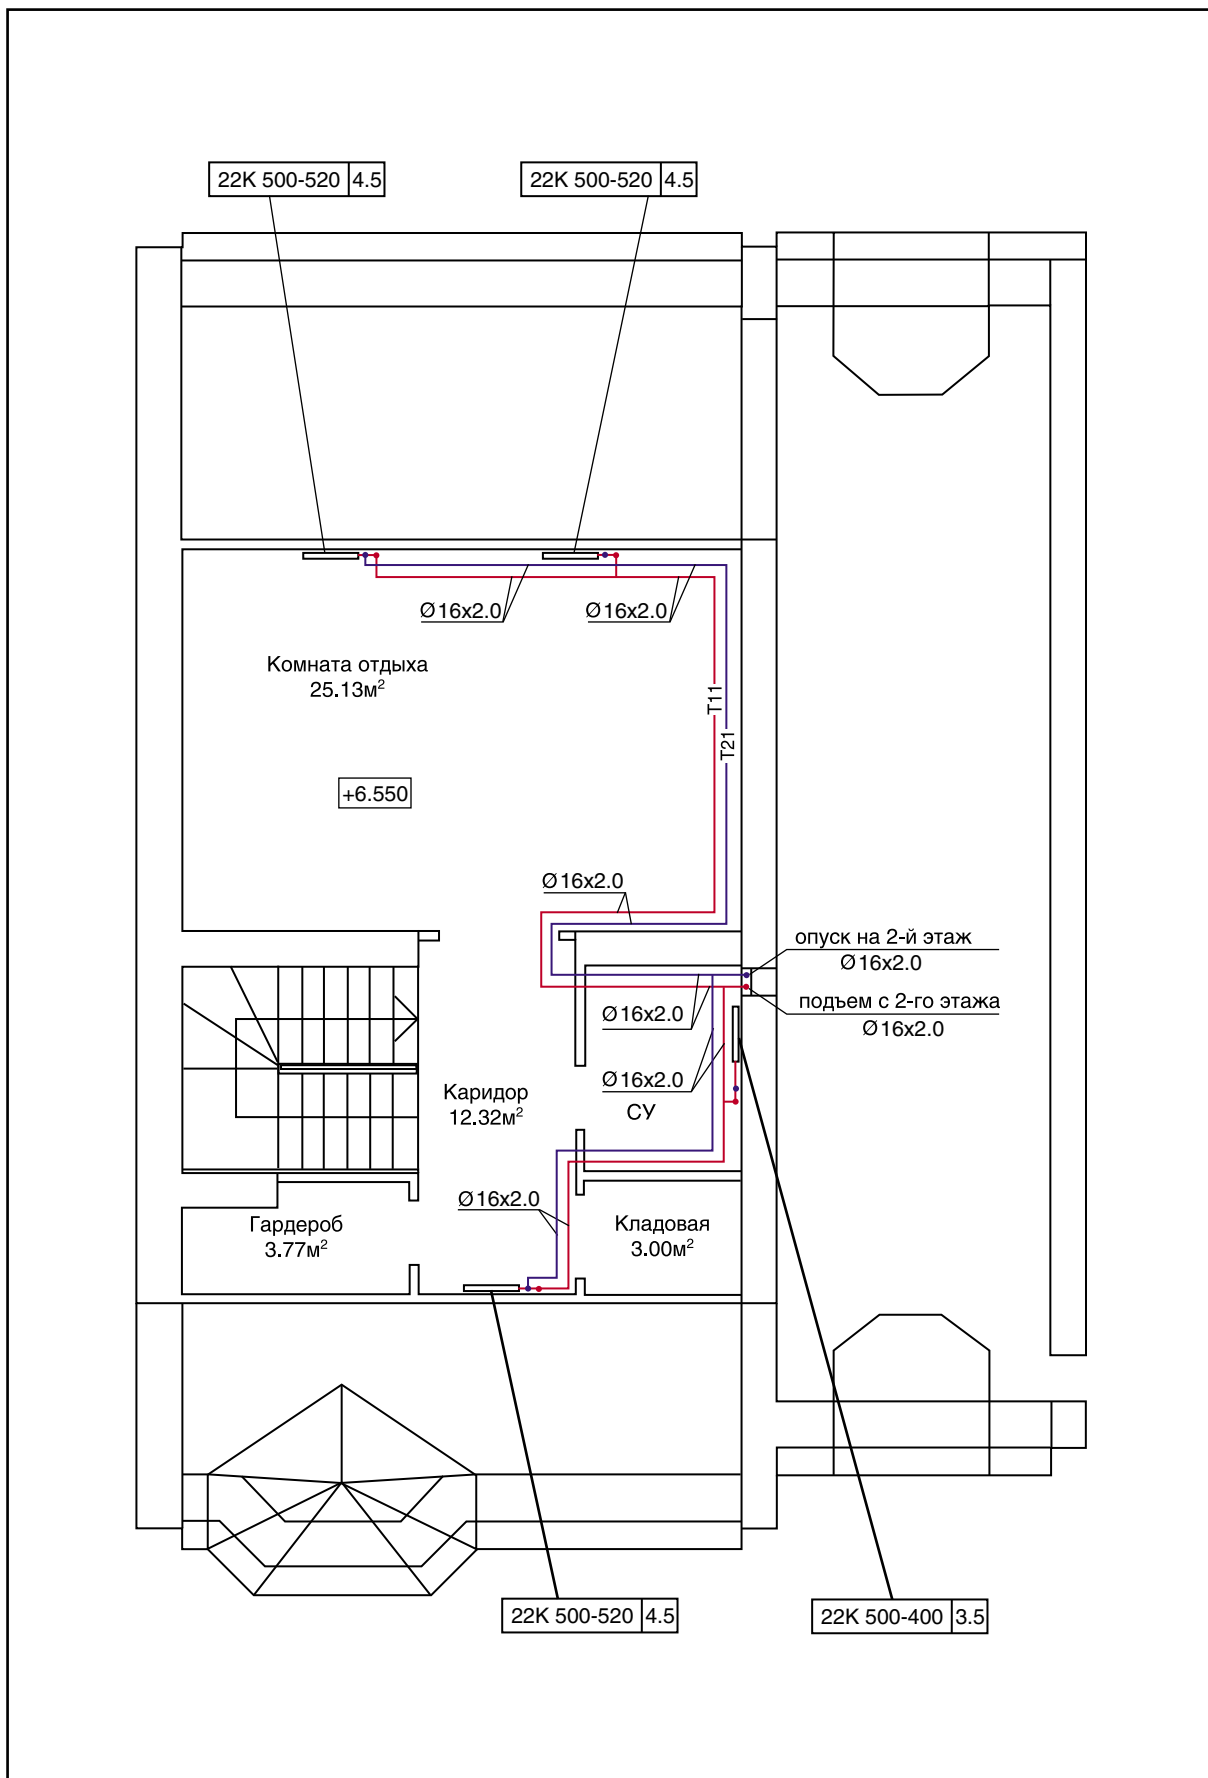 22K 500-520 4.5
22K 500-520 4.5
Ø16x2.0
Ø16x2.0
Комната отдыха
25.13м²
T11
T21
+6.550
Ø16x2.0
опуск на 2-й этаж
Ø16x2.0
подъем с 2-го этажа
Ø16x2.0
Ø16x2.0
Ø16x2.0
Каридор
12.32м²
СУ
Ø16x2.0
Гардероб
3.77м²
Кладовая
3.00м²
22K 500-520 4.5
22K 500-400 3.5